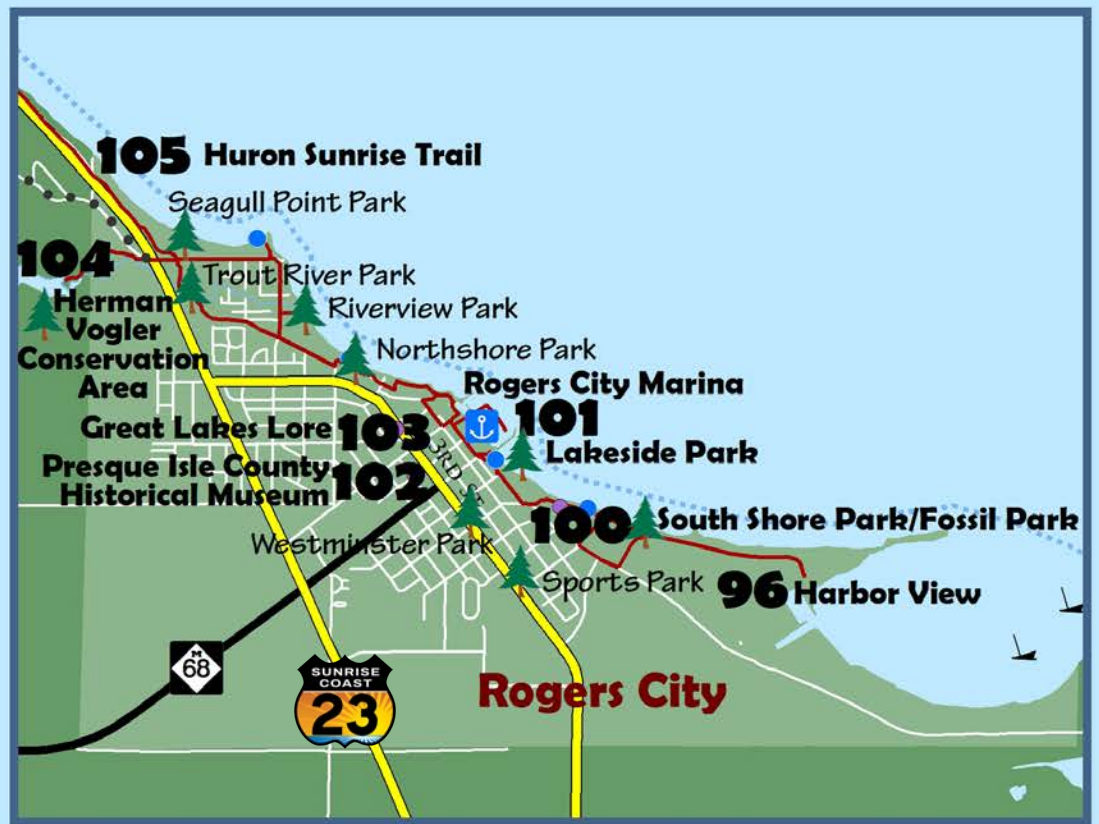 105 Huron Sunrise Trail
Seagull Point Park
104
Trout River Park
Herman
Vogler
Conservation
Area
Riverview Park
Northshore Park
Rogers City Marina
101
Great Lakes Lore 103
3RD ST
Lakeside Park
Presque Isle County
Historical Museum 102
100 South Shore Park/Fossil Park
Westminster Park
Sports Park
96 Harbor View
M
68
SUNRISE
COAST
23
Rogers City